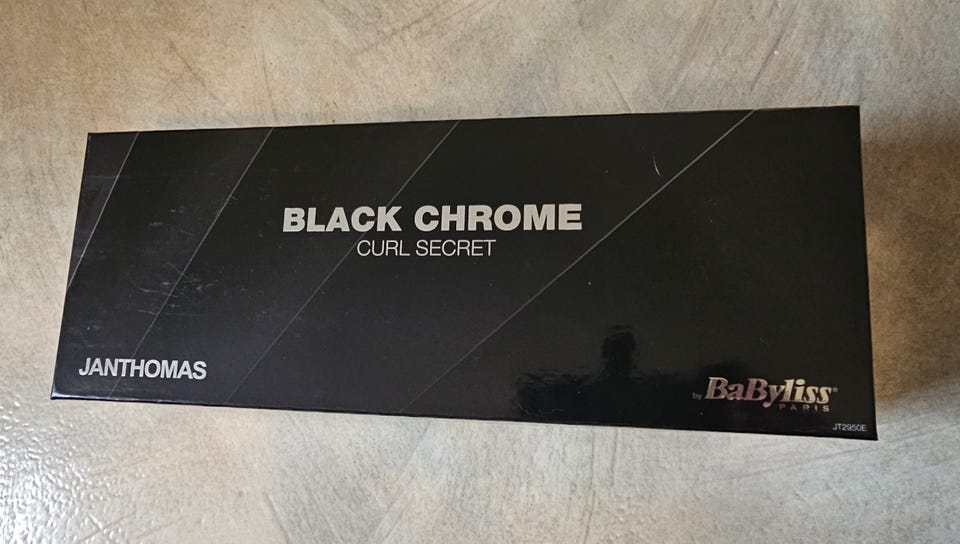 BLACK CHROME
CURL SECRET
JANTHOMAS
by BaByliss®
PARIS
JT2950E